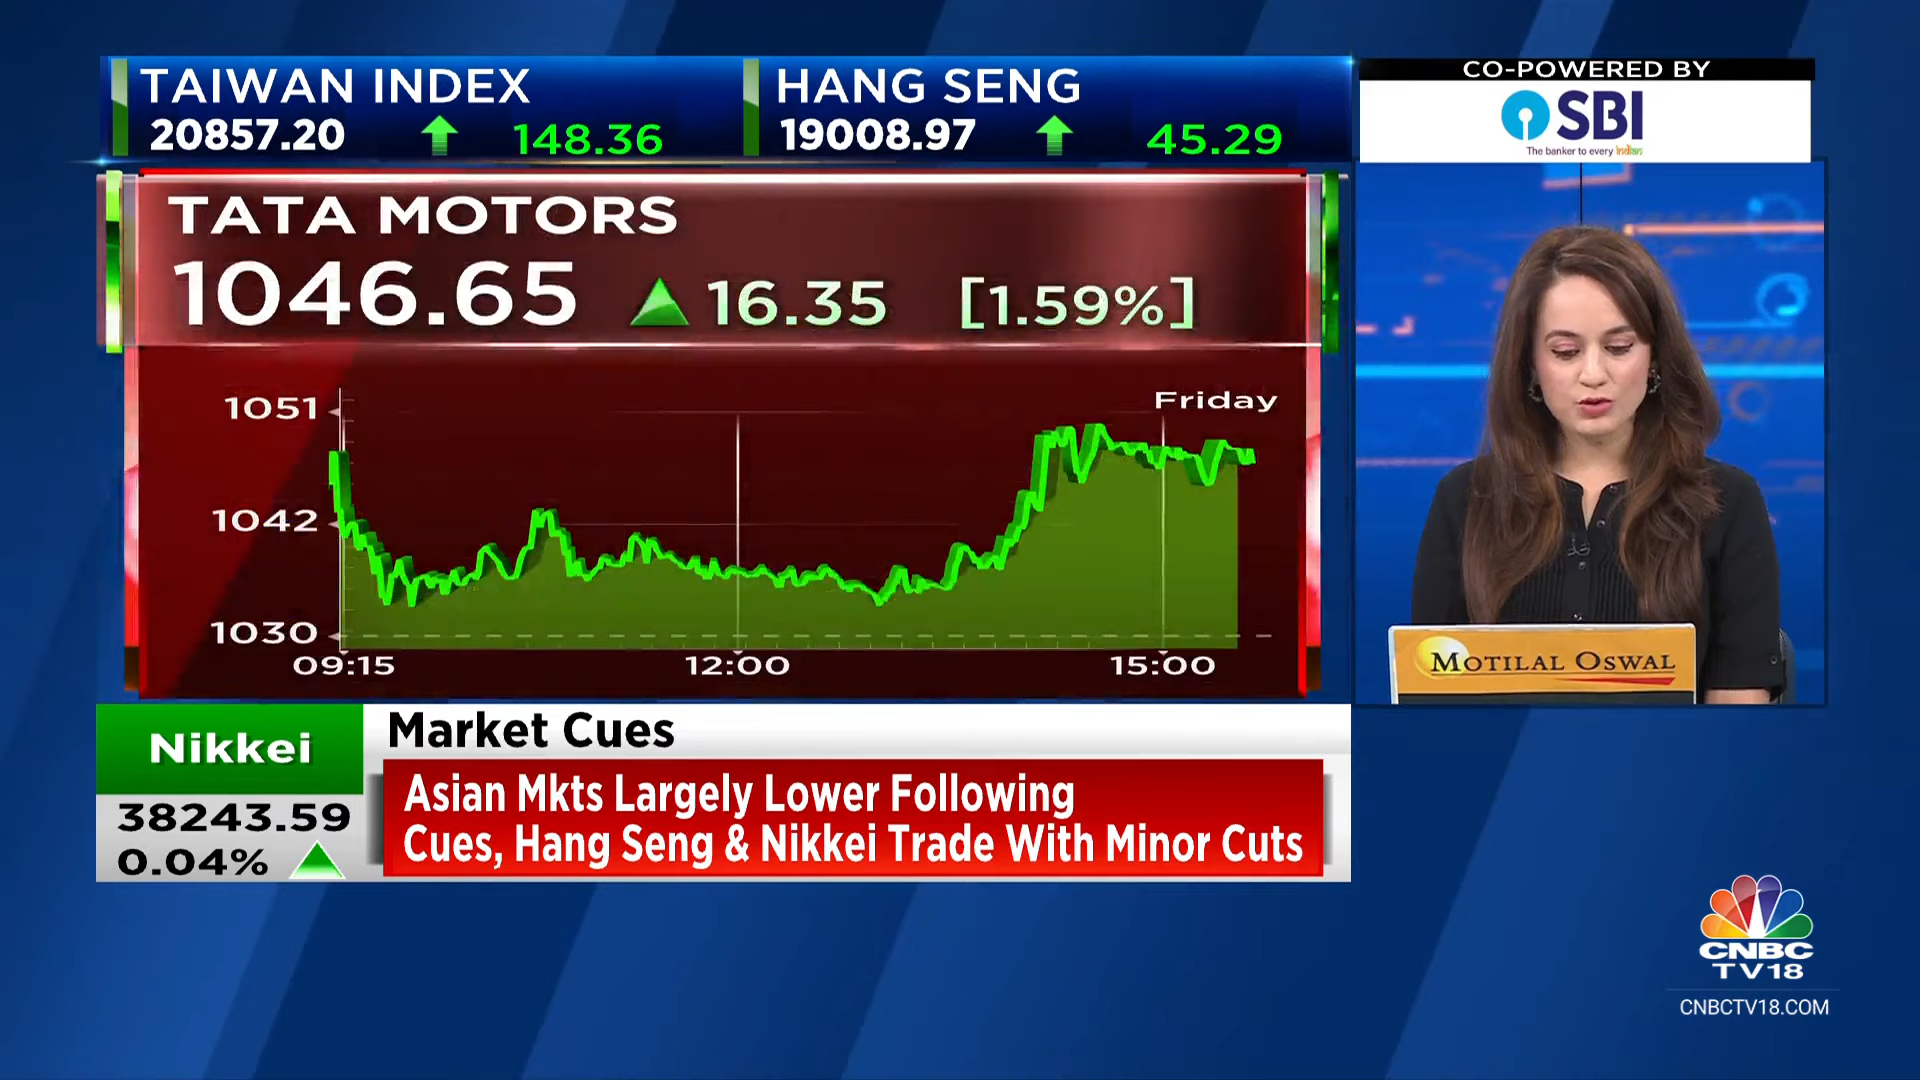 TAIWAN INDEX
20857.20 148.36
HANG SENG
19008.97 45.29
CO-POWERED BY
SBI
The banker to every indian
TATA MOTORS
1046.65 16.35 [1.59%]
Friday
1051
1042
1030
09:15 12:00 15:00
MOTILAL OSWAL
Nikkei
38243.59
0.04%
Market Cues
Asian Mkts Largely Lower Following
Cues, Hang Seng & Nikkei Trade With Minor Cuts
CNBC
TV18
CNBCTV18.COM